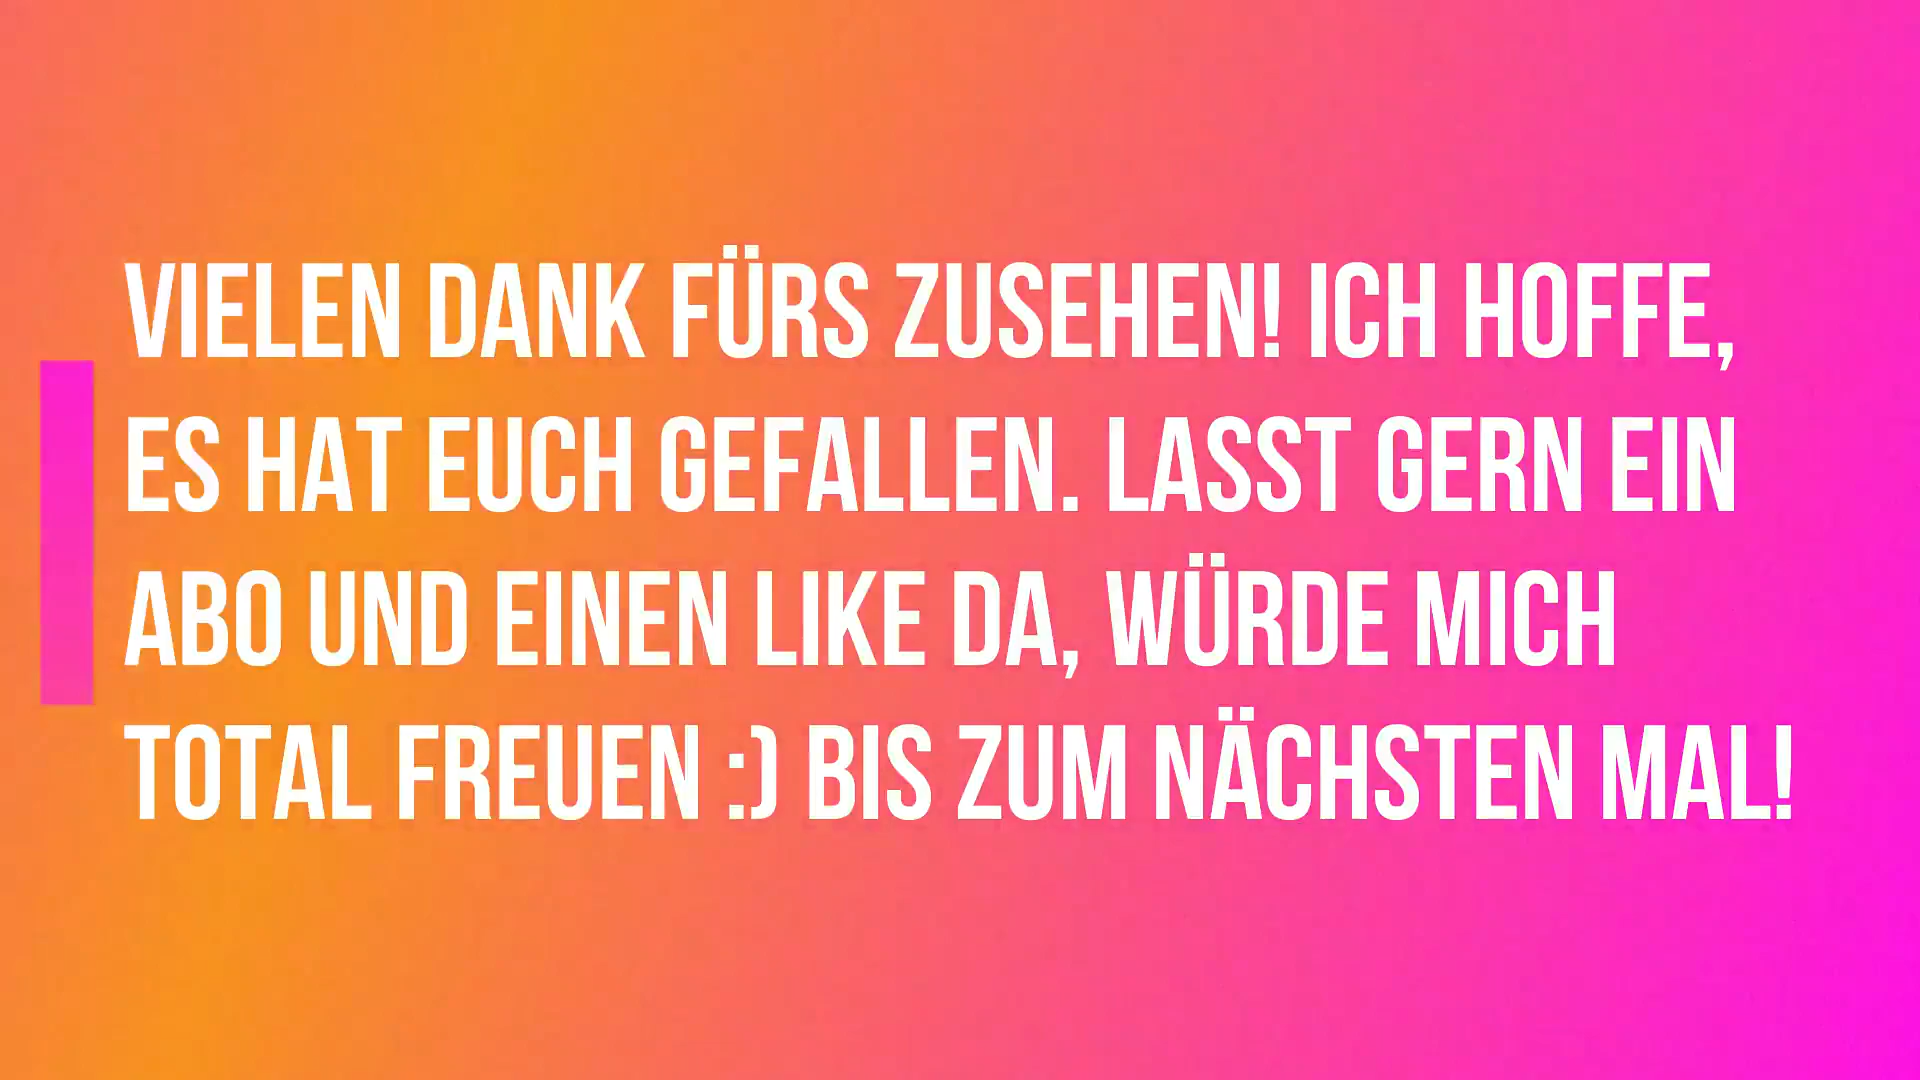 VIELEN DANK FÜRS ZUSEHEN! ICH HOFFE,
ES HAT EUCH GEFALLEN. LASST GERN EIN
ABO UND EINEN LIKE DA, WÜRDE MICH
TOTAL FREUEN :) BIS ZUM NÄCHSTEN MAL!